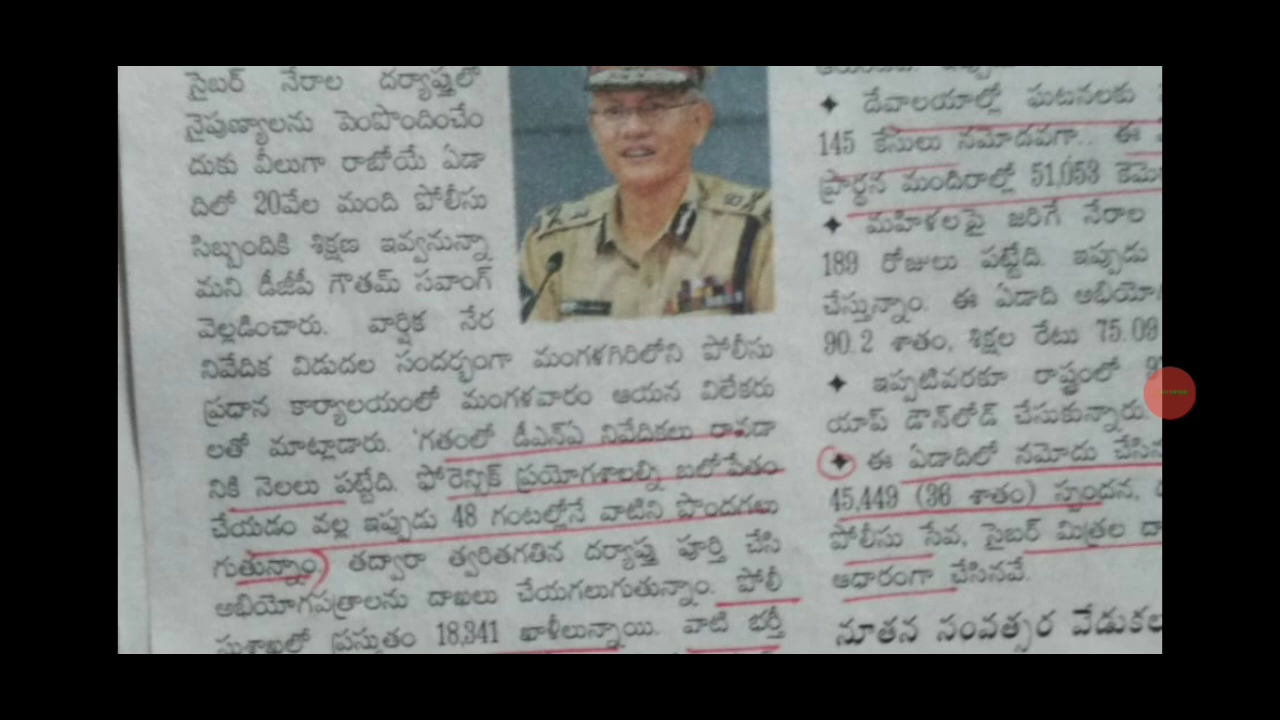 సైబర్ నేరాల దర్యాప్తులో
నైపుణ్యాలను పెంపొందించేం
దుకు వీలుగా రాబోయే ఏడా
దిలో 20వేల మంది పోలీసు
సిబ్బందికి శిక్షణ ఇవ్వనున్నా
మని డీజీపీ గౌతమ్ సవాంగ్
వెల్లడించారు. వార్షిక నేర
నివేదిక విడుదల సందర్భంగా మంగళగిరిలోని పోలీసు
ప్రధాన కార్యాలయంలో మంగళవారం ఆయన విలేకరు
లతో మాట్లాడారు. 'గతంలో డీఎన్ఏ నివేదికలు రావడా
నికి నెలలు పట్టేది. ఫోరెన్సిక్ ప్రయోగశాలల్ని బలోపేతం
చేయడం వల్ల ఇప్పుడు 48 గంటల్లోనే వాటిని పొందగలు
గుతున్నాం. తద్వారా త్వరితగతిన దర్యాప్తు పూర్తి చేసి
అభియోగపత్రాలను దాఖలు చేయగలుగుతున్నాం. పోలీ
సుశాఖలో ప్రస్తుతం 18,341 ఖాళీలున్నాయి. వాటి భర్తీ
✦ దేవాలయాల్లో ఘటనలకు
145 కేసులు నమోదవగా.. ఈ
ప్రార్థన మందిరాల్లో 51,053 కెమె
✦ మహిళలపై జరిగే నేరాల
189 రోజులు పట్టేది. ఇప్పుడు
చేస్తున్నాం. ఈ ఏడాది అభియో
90.2 శాతం, శిక్షల రేటు 75.09
✦ ఇప్పటివరకూ రాష్ట్రంలో
యాప్ డౌన్‌లోడ్ చేసుకున్నారు.
✦ ఈ ఏడాదిలో నమోదు చేసిన
45,449 (36 శాతం) స్పందన,
పోలీసు సేవ, సైబర్ మిత్రల దా
ఆధారంగా చేసినవే.
నూతన సంవత్సర వేడుకల